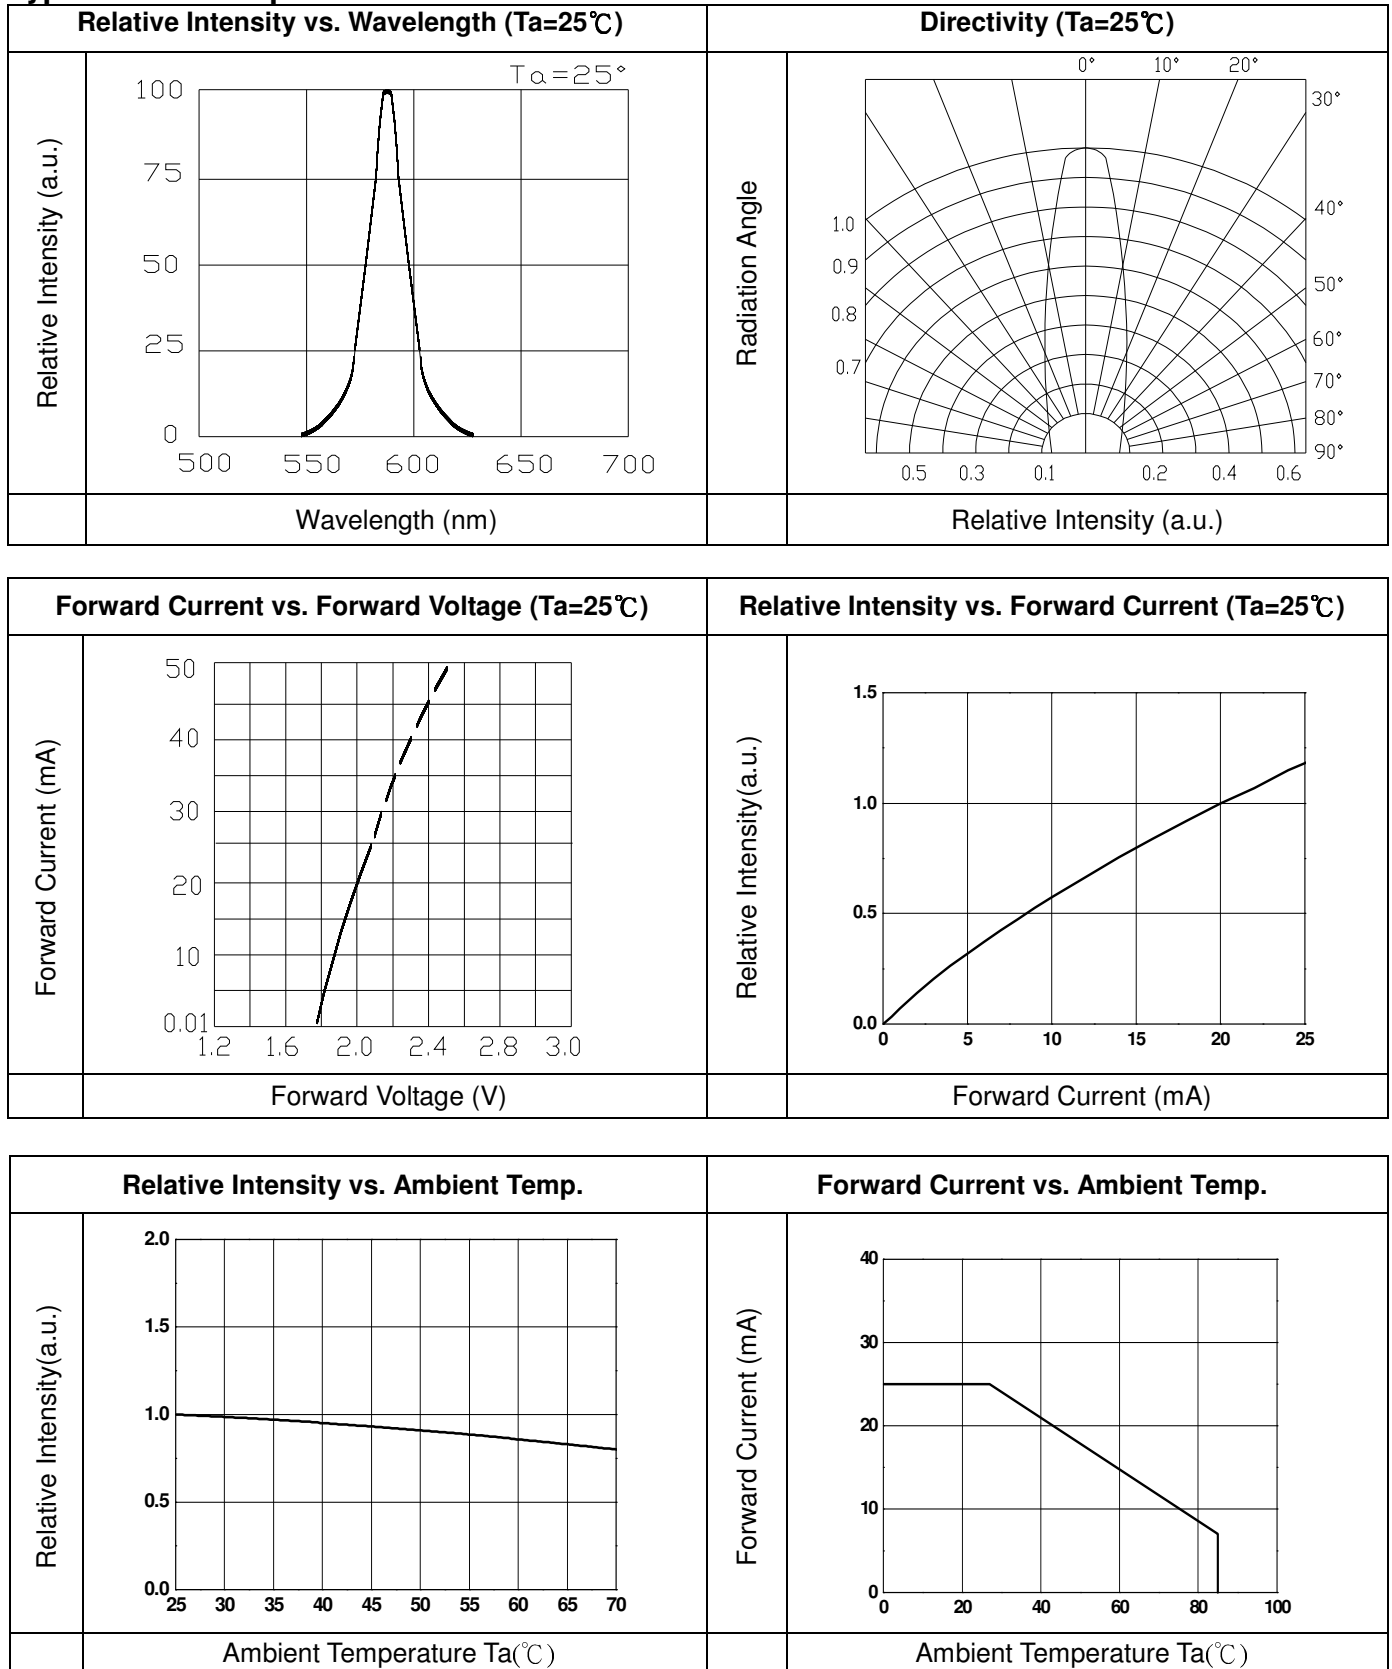 Relative Intensity vs. Wavelength (Ta=25℃)
Directivity (Ta=25℃)
Relative Intensity (a.u.)
Ta=25°
100
75
50
25
0
500 550 600 650 700
Wavelength (nm)
Radiation Angle
0° 10° 20°
30°
40°
50°
60°
70°
80°
90°
1.0
0.9
0.8
0.7
0.5 0.3 0.1 0.2 0.4 0.6
Relative Intensity (a.u.)
Forward Current vs. Forward Voltage (Ta=25℃)
Relative Intensity vs. Forward Current (Ta=25℃)
Forward Current (mA)
50
40
30
20
10
0.01
1.2 1.6 2.0 2.4 2.8 3.0
Forward Voltage (V)
Relative Intensity(a.u.)
1.5
1.0
0.5
0.0
0 5 10 15 20 25
Forward Current (mA)
Relative Intensity vs. Ambient Temp.
Forward Current vs. Ambient Temp.
Relative Intensity(a.u.)
2.0
1.5
1.0
0.5
0.0
25 30 35 40 45 50 55 60 65 70
Ambient Temperature Ta(℃)
Forward Current (mA)
40
30
20
10
0
0 20 40 60 80 100
Ambient Temperature Ta(℃)